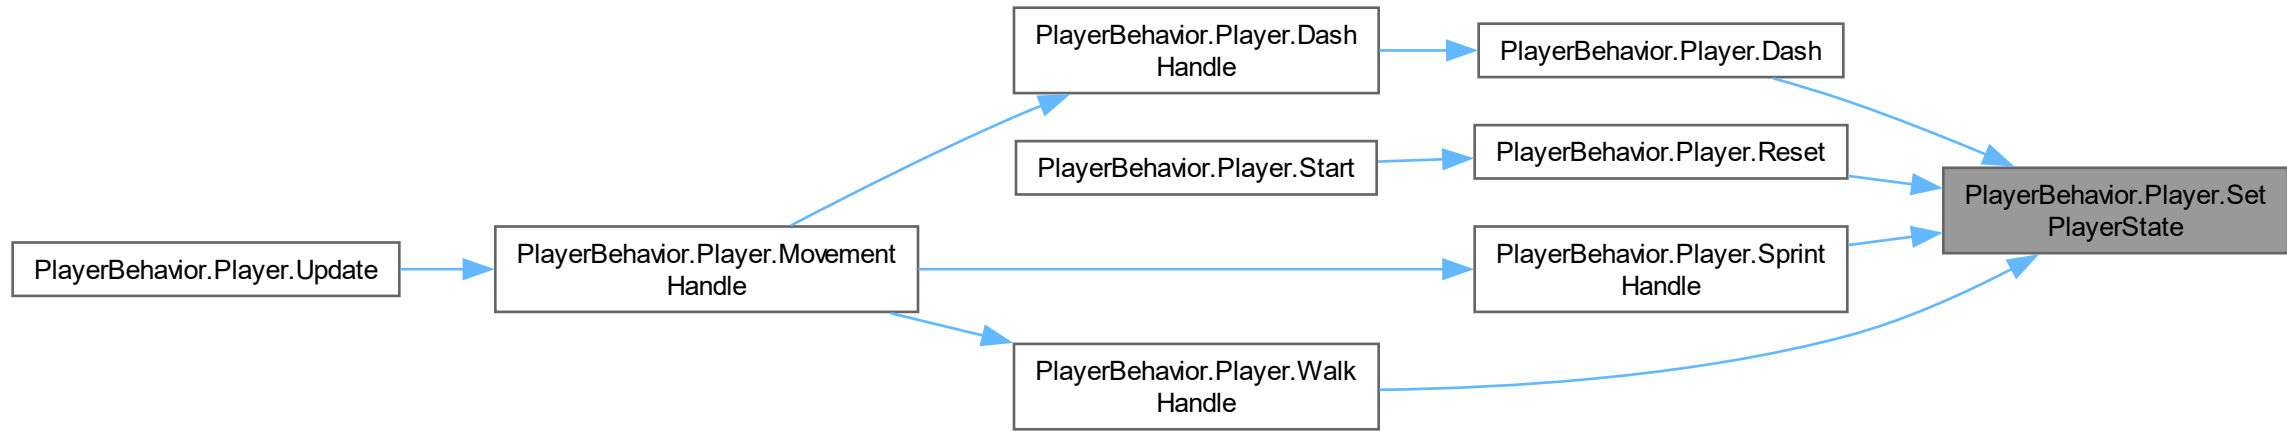 PlayerBehavior.Player.Dash
Handle
PlayerBehavior.Player.Dash
PlayerBehavior.Player.Start
PlayerBehavior.Player.Reset
PlayerBehavior.Player.Set
PlayerState
PlayerBehavior.Player.Update
PlayerBehavior.Player.Movement
Handle
PlayerBehavior.Player.Sprint
Handle
PlayerBehavior.Player.Walk
Handle